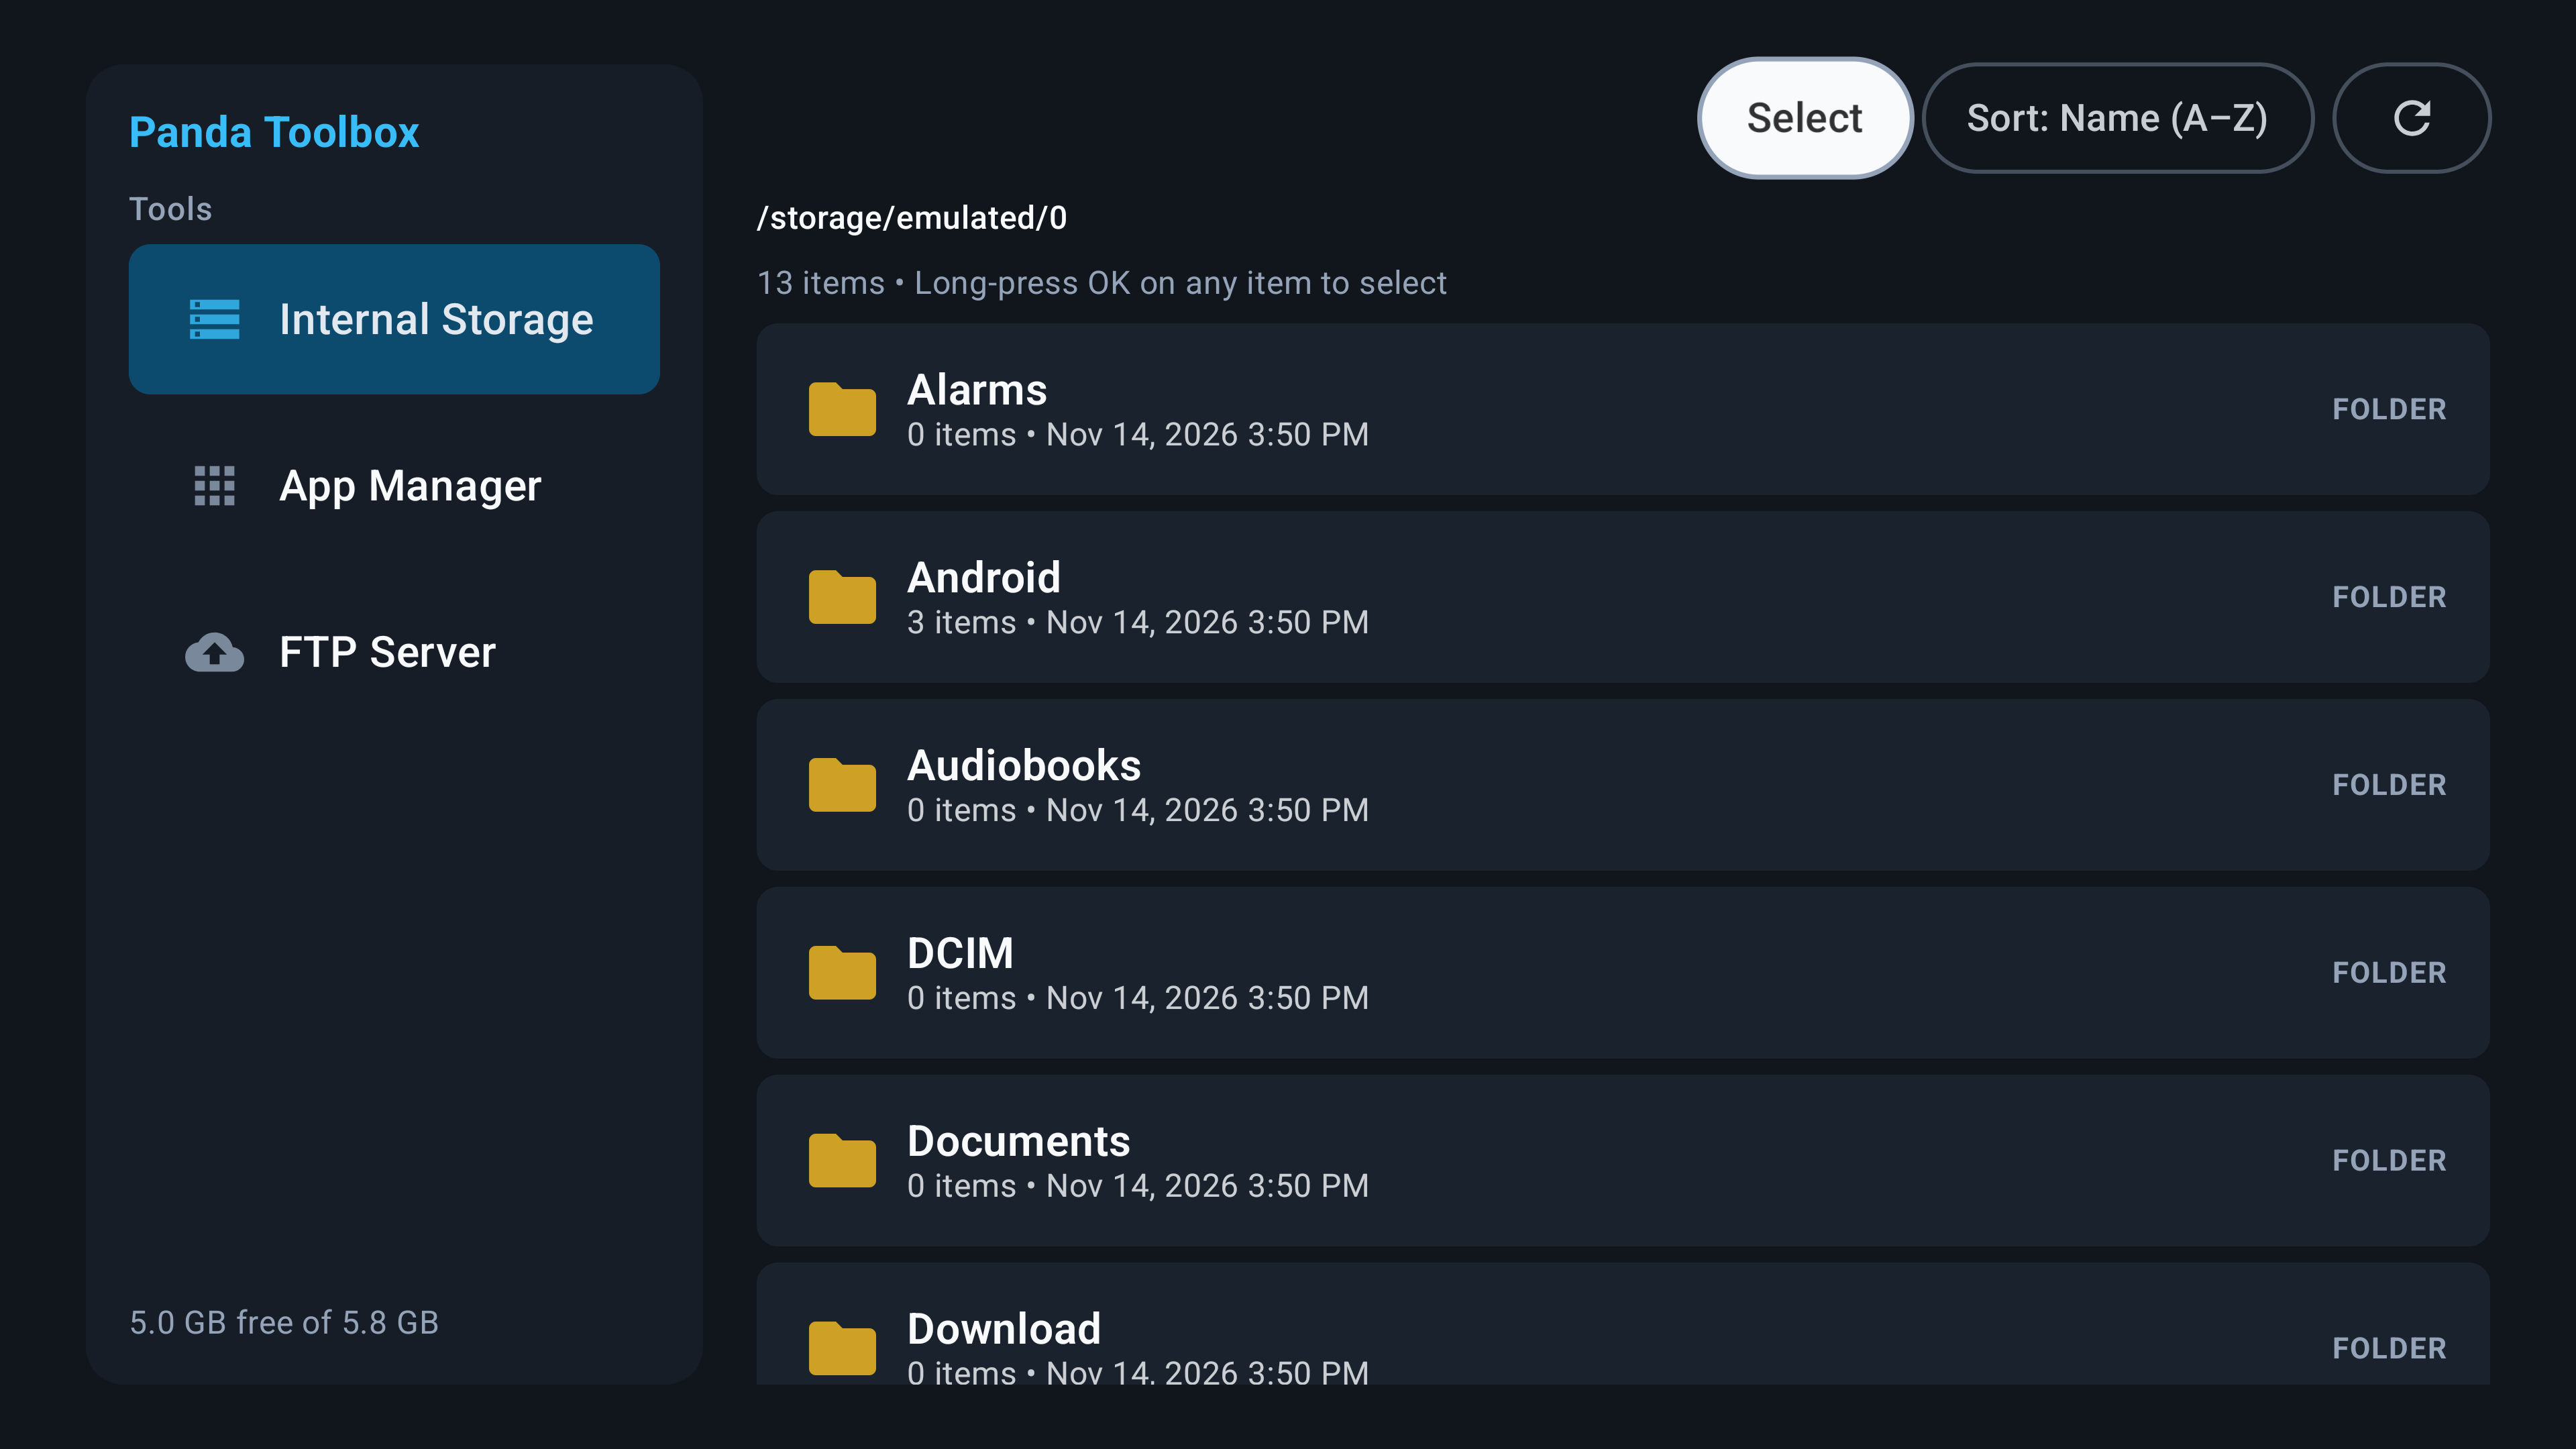 Panda Toolbox
Tools
Internal Storage
App Manager
FTP Server
5.0 GB free of 5.8 GB
Select
Sort: Name (A–Z)
/storage/emulated/0
13 items • Long-press OK on any item to select
Alarms
0 items • Nov 14, 2026 3:50 PM
FOLDER
Android
3 items • Nov 14, 2026 3:50 PM
FOLDER
Audiobooks
0 items • Nov 14, 2026 3:50 PM
FOLDER
DCIM
0 items • Nov 14, 2026 3:50 PM
FOLDER
Documents
0 items • Nov 14, 2026 3:50 PM
FOLDER
Download
0 items • Nov 14, 2026 3:50 PM
FOLDER